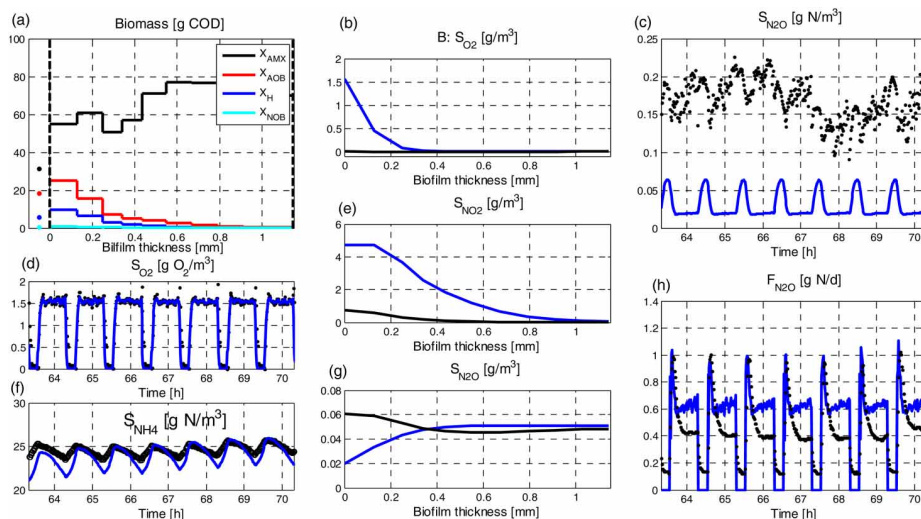 (a)
Biomass [g COD]
100
80
60
40
20
0
X_AMX
X_AOB
X_H
X_NOB
0 0.2 0.4 0.6 0.8 1
Bilfilm thickness [mm]
(b)
B: S_O2 [g/m³]
2
1.5
1
0.5
0
0 0.2 0.4 0.6 0.8 1
Biofilm thickness [mm]
(c)
S_N2O [g N/m³]
0.25
0.2
0.15
0.1
0.05
0
64 65 66 67 68 69 70
Time [h]
(d)
S_O2 [g O₂/m³]
2
1.5
1
0.5
0
64 65 66 67 68 69 70
Time [h]
(e)
S_NO2 [g/m³]
6
4
2
0
0 0.2 0.4 0.6 0.8 1
Biofilm thickness [mm]
(f)
S_NH4 [g N/m³]
30
25
20
64 65 66 67 68 69 70
Time [h]
(g)
S_N2O [g/m³]
0.08
0.06
0.04
0.02
0
0 0.2 0.4 0.6 0.8 1
Biofilm thickness [mm]
(h)
F_N2O [g N/d]
1.4
1.2
1
0.8
0.6
0.4
0.2
0
64 65 66 67 68 69 70
Time [h]